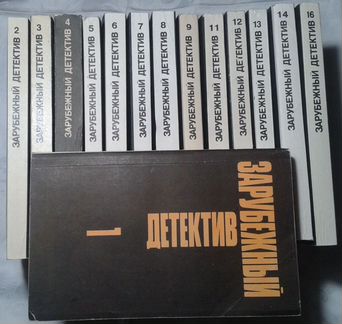 ЗАРУБЕЖНЫЙ ДЕТЕКТИВ 2
ЗАРУБЕЖНЫЙ ДЕТЕКТИВ 3
ЗАРУБЕЖНЫЙ ДЕТЕКТИВ 4
ЗАРУБЕЖНЫЙ ДЕТЕКТИВ 5
ЗАРУБЕЖНЫЙ ДЕТЕКТИВ 6
ЗАРУБЕЖНЫЙ ДЕТЕКТИВ 7
ЗАРУБЕЖНЫЙ ДЕТЕКТИВ 8
ЗАРУБЕЖНЫЙ ДЕТЕКТИВ 9
ЗАРУБЕЖНЫЙ ДЕТЕКТИВ 11
ЗАРУБЕЖНЫЙ ДЕТЕКТИВ 12
ЗАРУБЕЖНЫЙ ДЕТЕКТИВ 13
ЗАРУБЕЖНЫЙ ДЕТЕКТИВ 14
ЗАРУБЕЖНЫЙ ДЕТЕКТИВ 16
ЗАРУБЕЖНЫЙ
ДЕТЕКТИВ
1